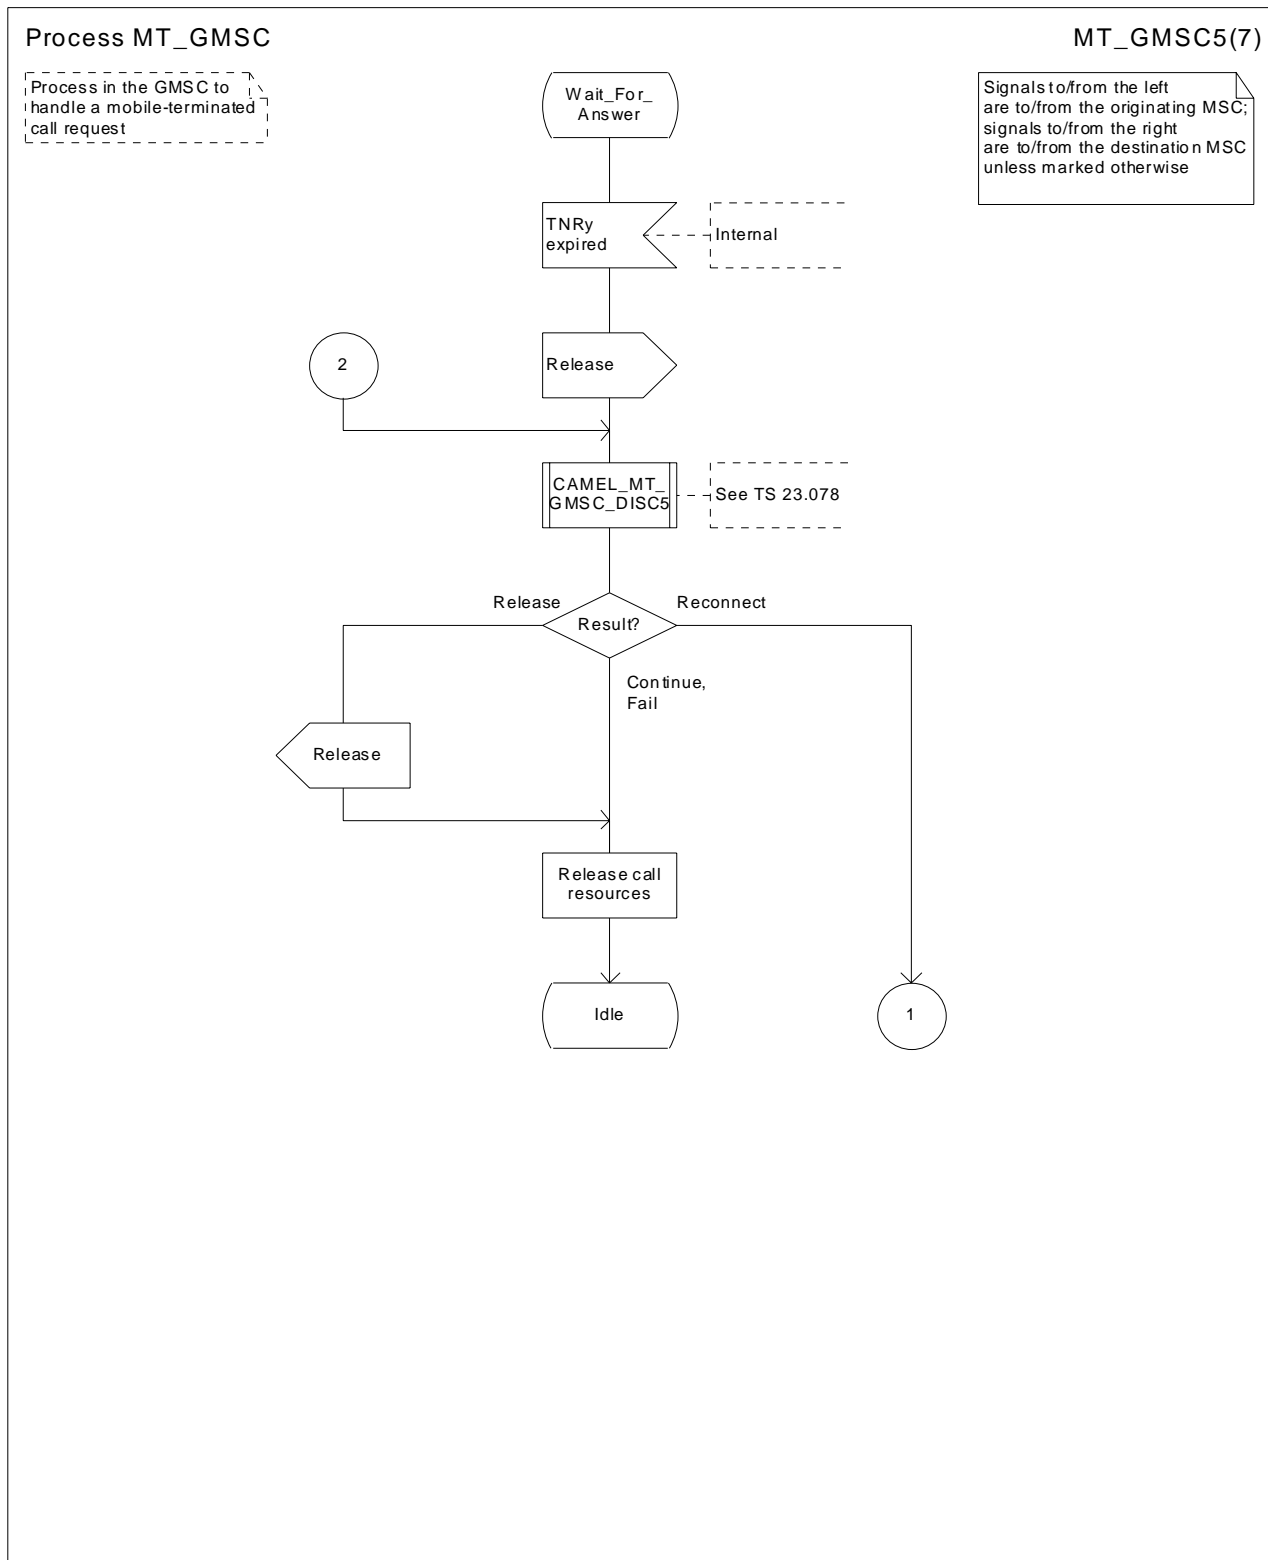 Process MT_GMSC
MT_GMSC5(7)
Process in the GMSC to
handle a mobile-terminated
call request
Wait_For_
Answer
Signals to/from the left
are to/from the originating MSC;
signals to/from the right
are to/from the destination MSC
unless marked otherwise
TNRy
expired
Internal
2
Release
CAMEL_MT_
GMSC_DISC5
See TS 23.078
Release
Reconnect
Result?
Continue,
Fail
Release
Release call
resources
Idle
1